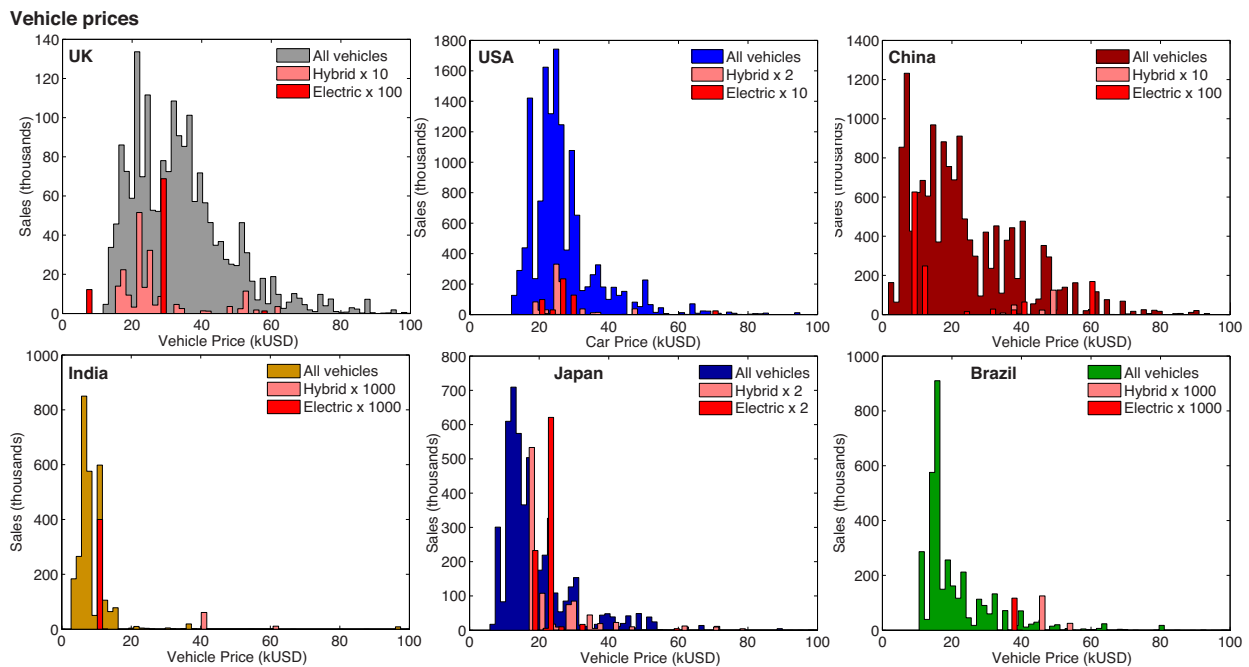 Vehicle prices
UK
All vehicles
Hybrid x 10
Electric x 100
Sales (thousands)
0 20 40 60 80 100 120 140
0 20 40 60 80 100
Vehicle Price (kUSD)
USA
All vehicles
Hybrid x 2
Electric x 10
Sales (thousands)
0 200 400 600 800 1000 1200 1400 1600 1800
0 20 40 60 80 100
Car Price (kUSD)
China
All vehicles
Hybrid x 10
Electric x 100
Sales (thousands)
0 200 400 600 800 1000 1200 1400
0 20 40 60 80 100
Vehicle Price (kUSD)
India
All vehicles
Hybrid x 1000
Electric x 1000
Sales (thousands)
0 200 400 600 800 1000
0 20 40 60 80 100
Vehicle Price (kUSD)
Japan
All vehicles
Hybrid x 2
Electric x 2
Sales (thousands)
0 100 200 300 400 500 600 700 800
0 20 40 60 80 100
Vehicle Price (kUSD)
Brazil
All vehicles
Hybrid x 1000
Electric x 1000
Sales (thousands)
0 200 400 600 800 1000
0 20 40 60 80 100
Vehicle Price (kUSD)